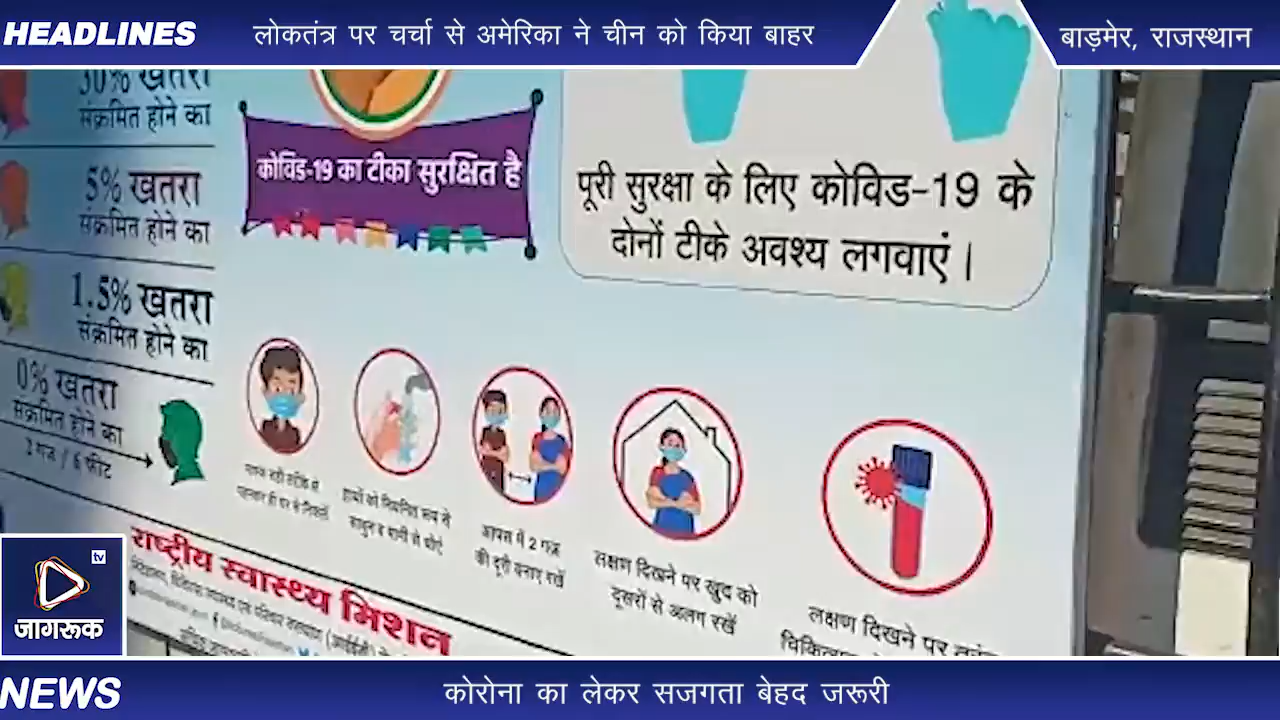 HEADLINES
लोकतंत्र पर चर्चा से अमेरिका ने चीन को किया बाहर
बाड़मेर, राजस्थान
30% खतरा
संक्रमित होने का
5% खतरा
संक्रमित होने का
1.5% खतरा
संक्रमित होने का
0% खतरा
संक्रमित होने का
2 गज / 6 फीट
कोविड-19 का टीका सुरक्षित है
पूरी सुरक्षा के लिए कोविड-19 के
दोनों टीके अवश्य लगवाएं।
हाथों को नियमित रूप से
साबुन व पानी से धोएं
आपस में 2 गज
की दूरी बनाए रखें
लक्षण दिखने पर खुद को
दूसरों से अलग रखें
लक्षण दिखने पर
राष्ट्रीय स्वास्थ्य मिशन
tv
जागरूक
NEWS
कोरोना का लेकर सजगता बेहद जरूरी